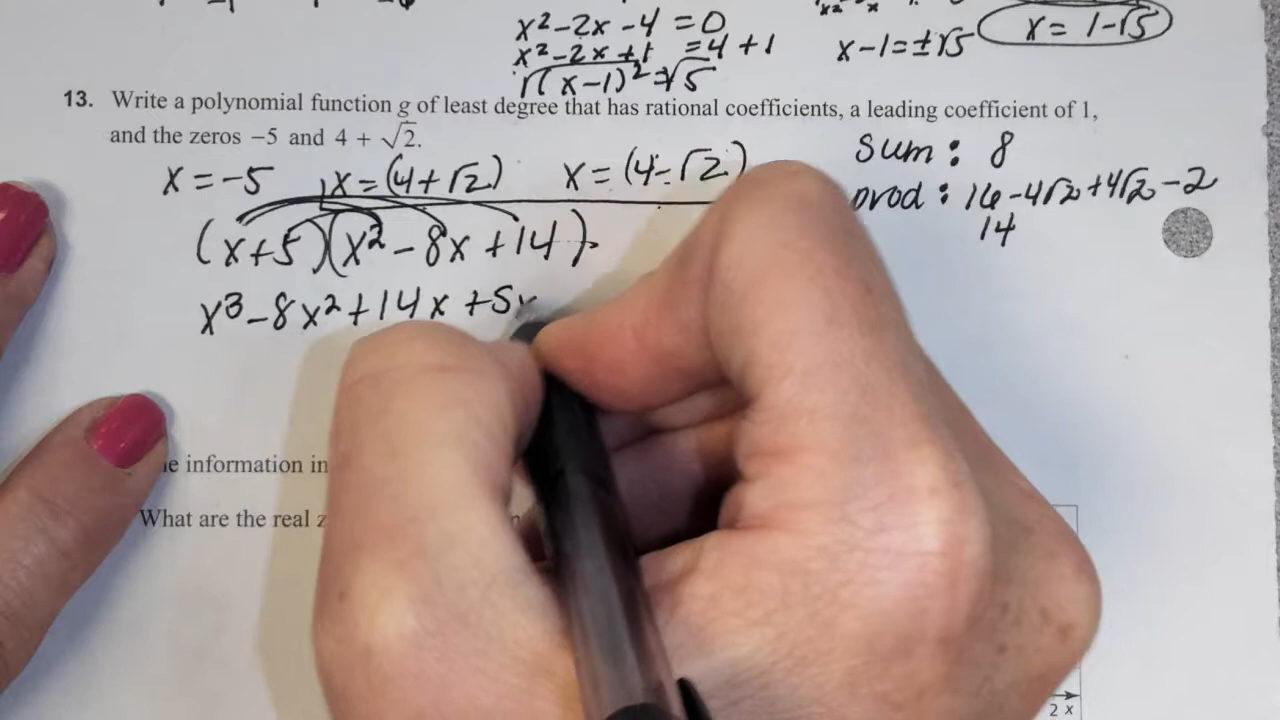 x²-2x-4=0
x²-2x+1 =4+1
√(x-1)²=√5
x-1=±√5
x=1-√5
13. Write a polynomial function g of least degree that has rational coefficients, a leading coefficient of 1,
and the zeros −5 and 4 + √2.
x=-5 x=(4+√2) x=(4-√2)
sum: 8
prod: 16-4√2+4√2-2
14
(x+5)(x²-8x+14)
x³-8x²+14x+5x
information in
What are the real
2 x